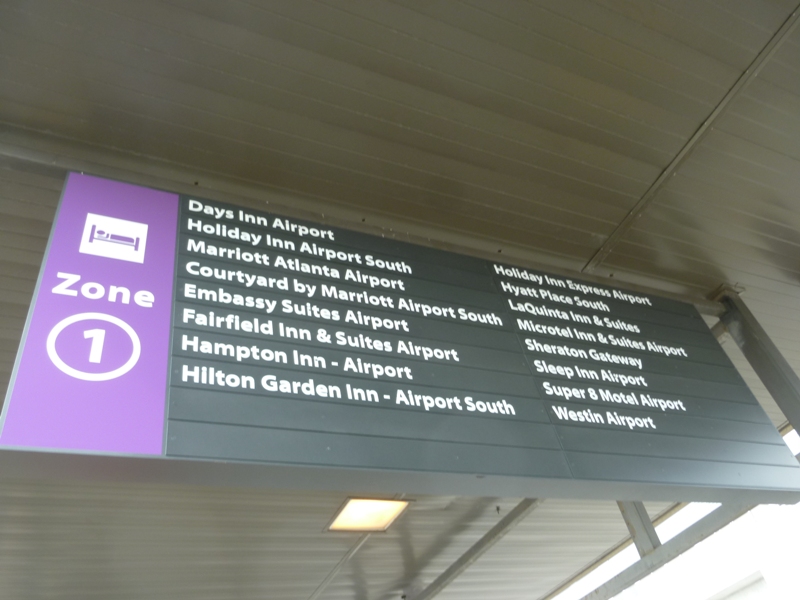 Zone
1
Days Inn Airport
Holiday Inn Airport South
Marriott Atlanta Airport
Courtyard by Marriott Airport South
Embassy Suites Airport
Fairfield Inn & Suites Airport
Hampton Inn - Airport
Hilton Garden Inn - Airport South
Holiday Inn Express Airport
Hyatt Place South
LaQuinta Inn & Suites
Microtel Inn & Suites Airport
Sheraton Gateway
Sleep Inn Airport
Super 8 Motel Airport
Westin Airport